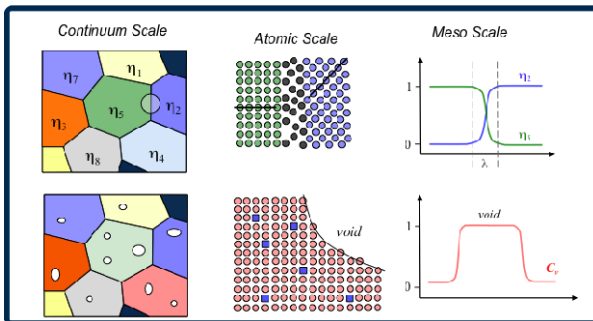 Continuum Scale
Atomic Scale
Meso Scale
η₇
η₁
η₅
η₂
η₃
η₈
η₄
1
0
η₂
λ
void
1
0
void
Cᵥ